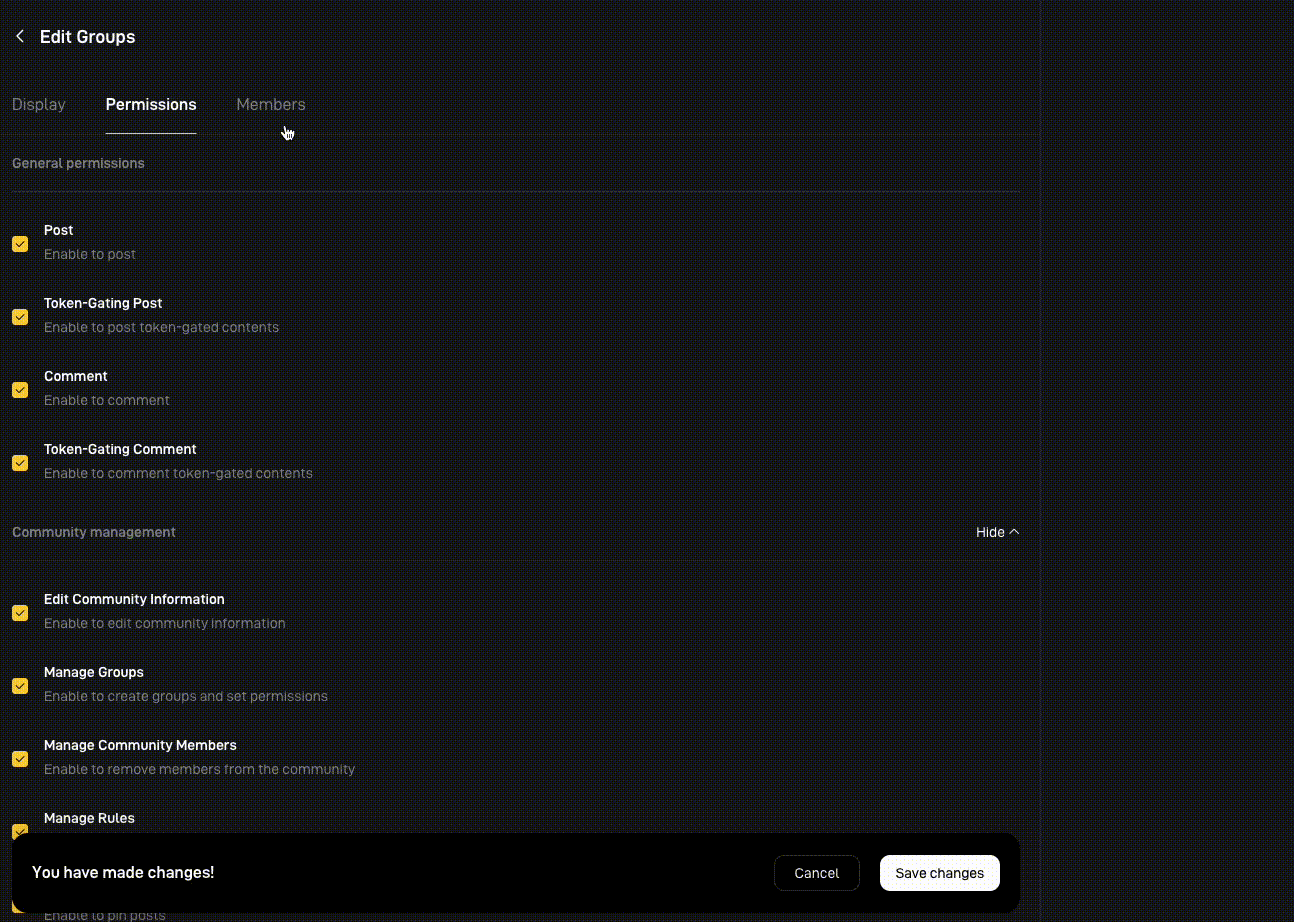 Edit Groups
Display Permissions Members
General permissions
Post
Enable to post
Token-Gating Post
Enable to post token-gated contents
Comment
Enable to comment
Token-Gating Comment
Enable to comment token-gated contents
Community management Hide
Edit Community Information
Enable to edit community information
Manage Groups
Enable to create groups and set permissions
Manage Community Members
Enable to remove members from the community
Manage Rules
You have made changes! Cancel Save changes
Enable to pin posts